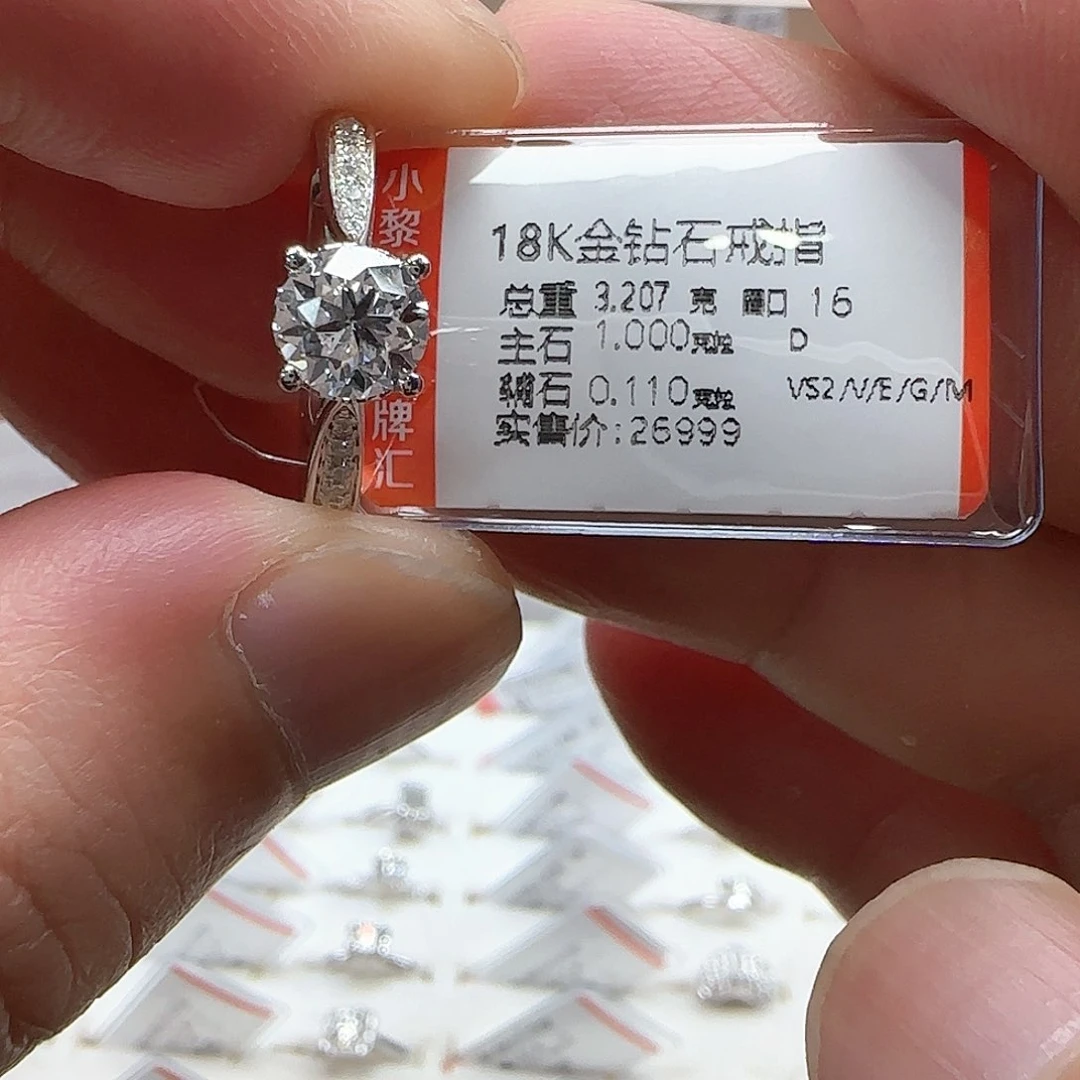 小黎
牌汇
18K金钻石戒指
总重 3.207 克 圈口 16
主石 1.000克拉 D
辅石 0.110克拉 VS2/V/E/G/M
实售价:26999